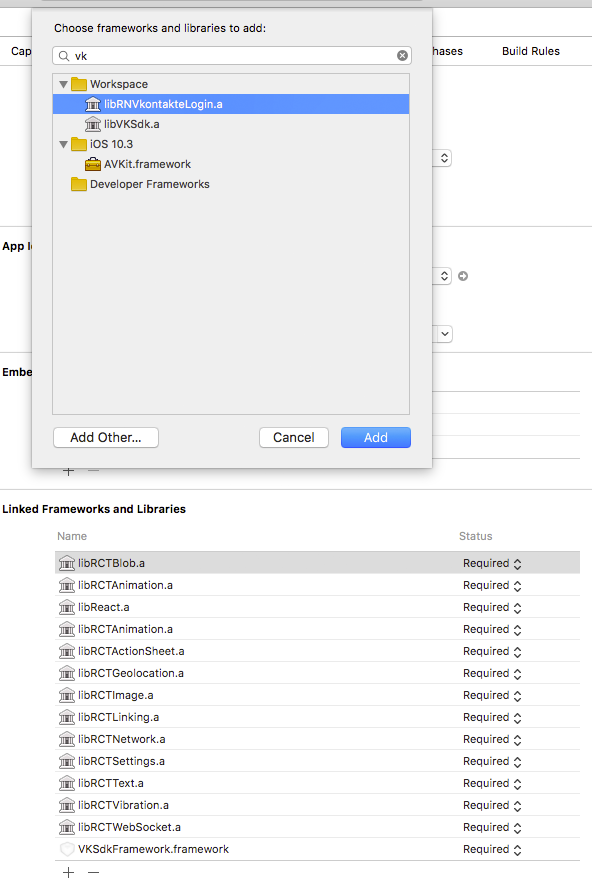 Choose frameworks and libraries to add:
Cap
hases
Build Rules
vk
Workspace
libRNVkontakteLogin.a
libVKSdk.a
iOS 10.3
AVKit.framework
Developer Frameworks
App I
Embe
Add Other...
Cancel
Add
Linked Frameworks and Libraries
Name Status
libRCTBlob.a Required
libRCTAnimation.a Required
libReact.a Required
libRCTAnimation.a Required
libRCTActionSheet.a Required
libRCTGeolocation.a Required
libRCTImage.a Required
libRCTLinking.a Required
libRCTNetwork.a Required
libRCTSettings.a Required
libRCTText.a Required
libRCTVibration.a Required
libRCTWebSocket.a Required
VKSdkFramework.framework Required